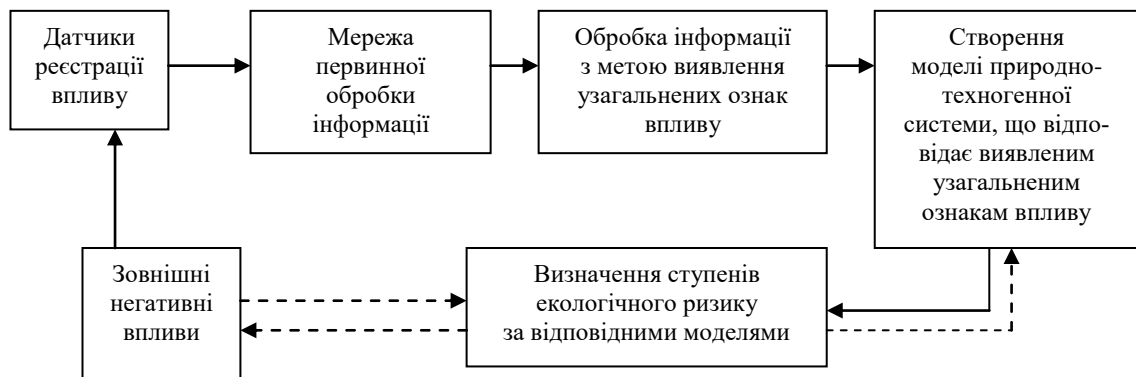 Датчики
реєстрації
впливу
Мережа
первинної
обробки
інформації
Обробка інформації
з метою виявлення
узагальнених ознак
впливу
Створення
моделі природно-
техногенної
системи, що відпо-
відає виявленим
узагальненим
ознакам впливу
Зовнішні
негативні
впливи
Визначення ступенів
екологічного ризику
за відповідними моделями